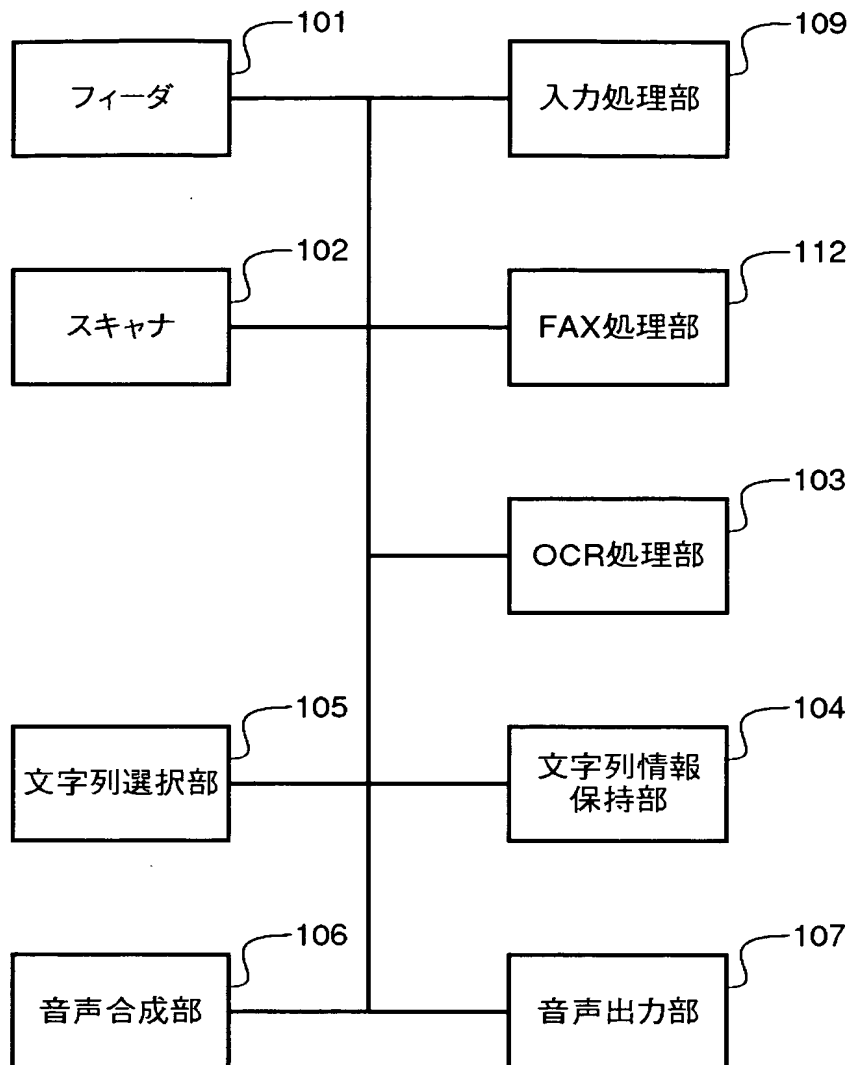 101
フィーダ
109
入力処理部
102
スキャナ
112
FAX処理部
103
OCR処理部
105
文字列選択部
104
文字列情報
保持部
106
音声合成部
107
音声出力部